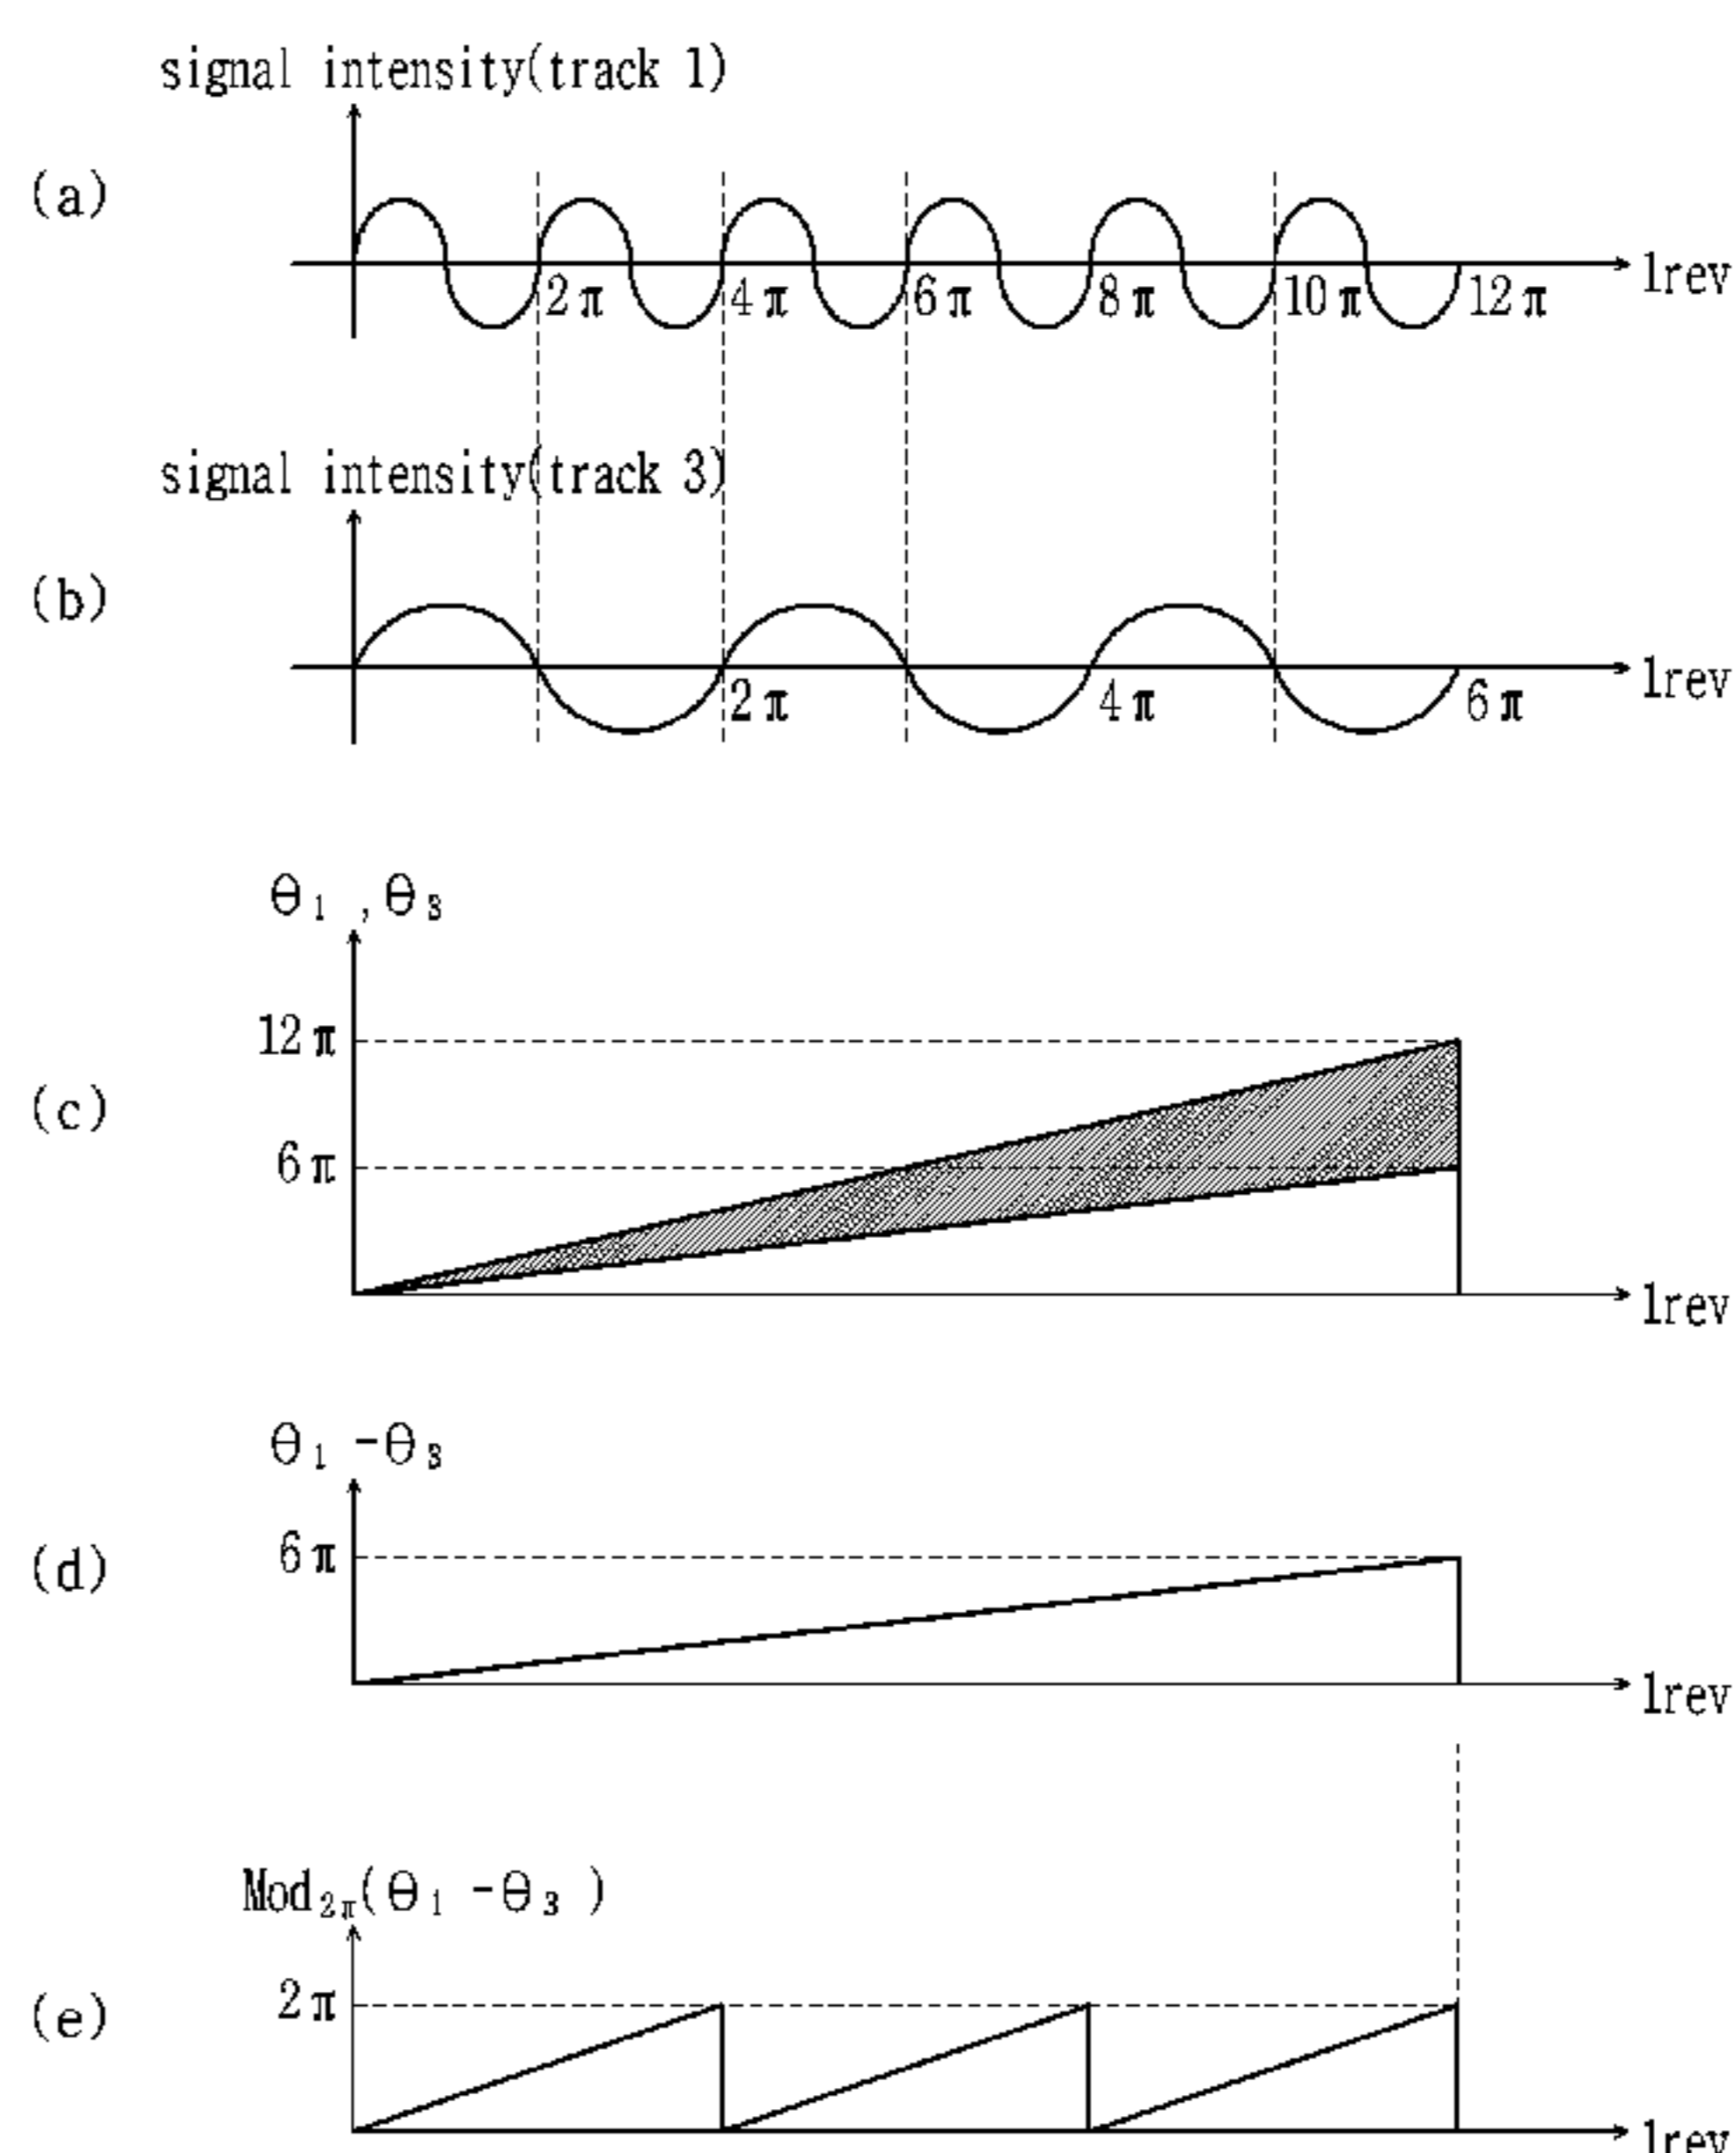 signal intensity(track 1)
(a)
2π 4π 6π 8π 10π 12π
1rev
signal intensity(track 3)
(b)
2π 4π 6π
1rev
θ₁ ,θ₃
12π
(c)
6π
1rev
θ₁ -θ₃
(d)
6π
1rev
Mod₂π(θ₁ -θ₃ )
(e)
2π
1rev